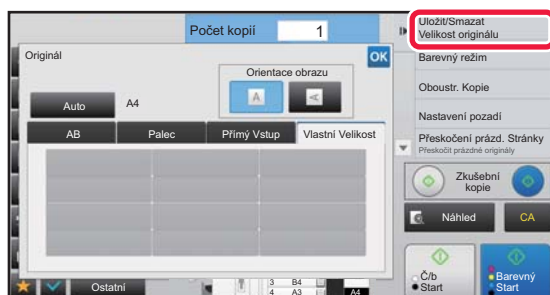 Počet kopií 1
Originál
OK
Orientace obrazu
A A
Auto A4
AB Palec Přímý Vstup Vlastní Velikost
Uložit/Smazat
Velikost originálu
Barevný režim
Oboustr. Kopie
Nastavení pozadí
Přeskočení prázd. Stránky
Přeskočit prázdné originály
Zkušební
kopie
Náhled CA
Č/b
Start
Barevný
Start
Ostatní
3 B4
4 A3 A4